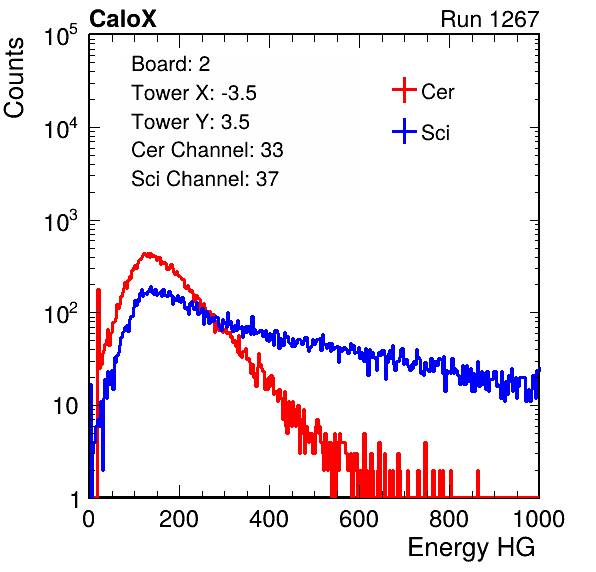 CaloX Run 1267
Counts
Board: 2
Tower X: -3.5
Tower Y: 3.5
Cer Channel: 33
Sci Channel: 37
Cer
Sci
10^5
10^4
10^3
10^2
10
1
0 200 400 600 800 1000
Energy HG